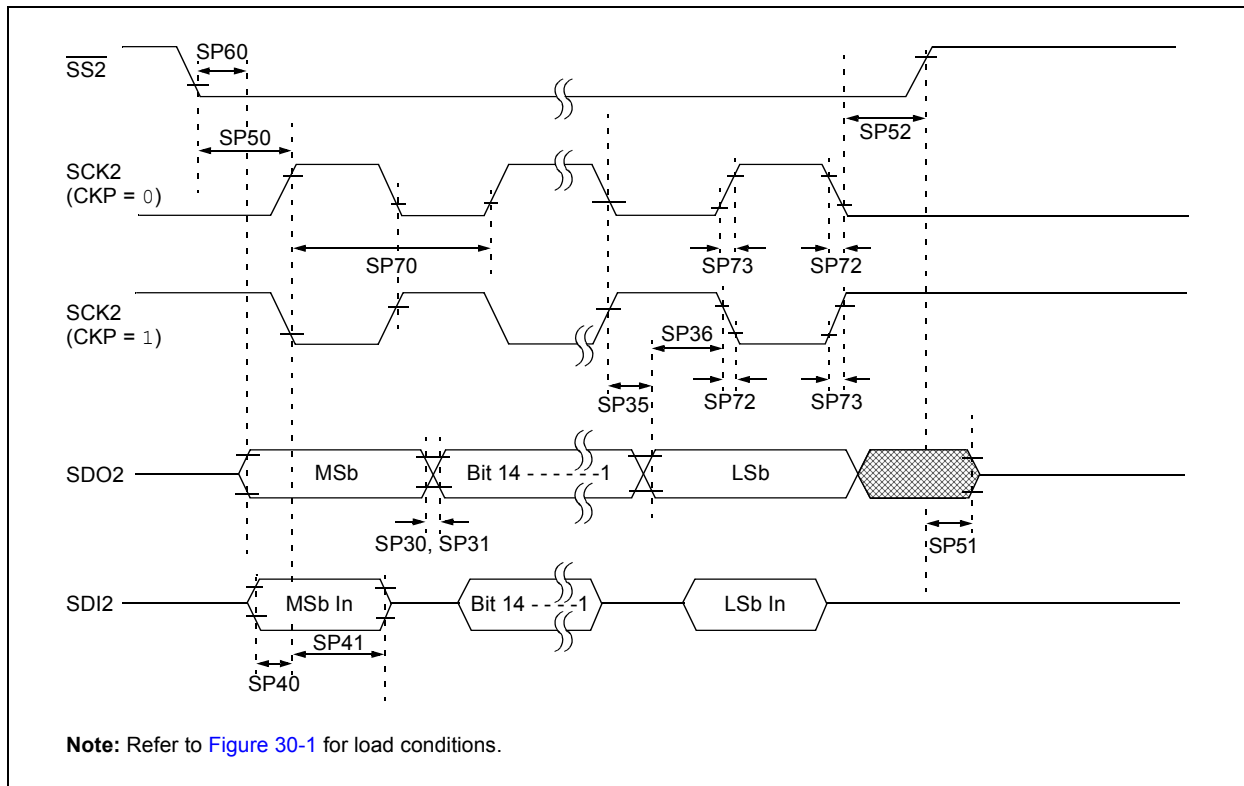 SS2
SP60
SP50
SP52
SCK2
(CKP = 0)
SP70
SP73
SP72
SCK2
(CKP = 1)
SP36
SP35
SP72
SP73
SDO2
MSb
Bit 14 - - - - - -1
LSb
SP30, SP31
SP51
SDI2
MSb In
Bit 14 - - - - -1
LSb In
SP41
SP40
Note: Refer to Figure 30-1 for load conditions.